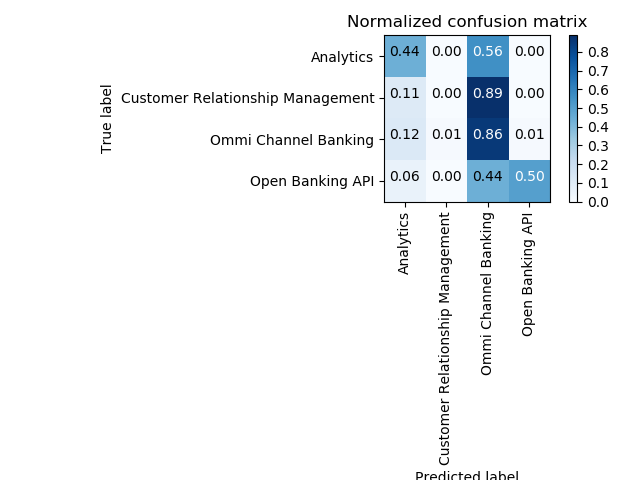 Normalized confusion matrix
True label
Analytics
0.44 0.00 0.56 0.00
Customer Relationship Management
0.11 0.00 0.89 0.00
Ommi Channel Banking
0.12 0.01 0.86 0.01
Open Banking API
0.06 0.00 0.44 0.50
Analytics
Customer Relationship Management
Ommi Channel Banking
Open Banking API
Predicted label
0.8
0.7
0.6
0.5
0.4
0.3
0.2
0.1
0.0